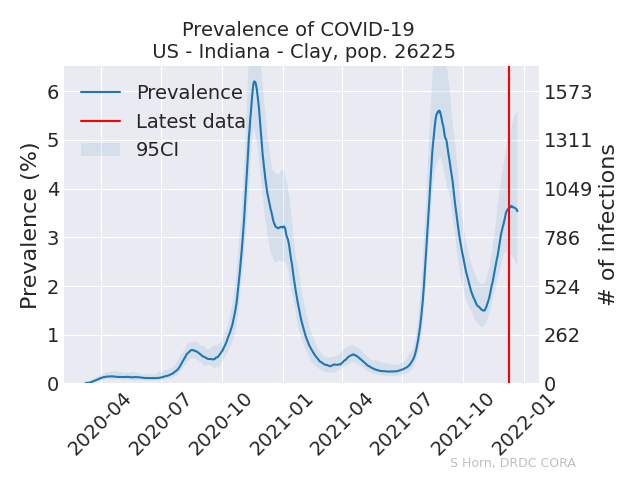 Prevalence of COVID-19
US - Indiana - Clay, pop. 26225
Prevalence
Latest data
95CI
Prevalence (%)
6
5
4
3
2
1
0
1573
1311
1049
786
524
262
0
# of infections
2020-04
2020-07
2020-10
2021-01
2021-04
2021-07
2021-10
2022-01
S Horn, DRDC CORA